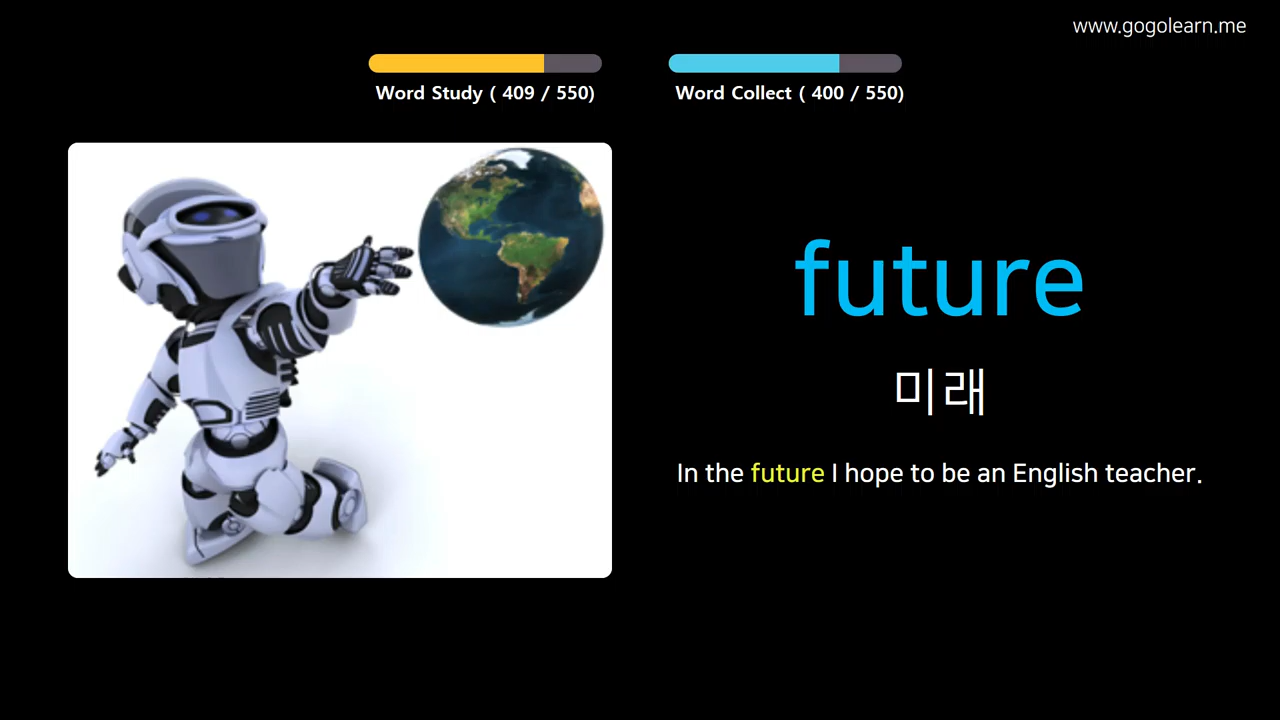 www.gogolearn.me
Word Study ( 409 / 550)
Word Collect ( 400 / 550)
future
미래
In the future I hope to be an English teacher.